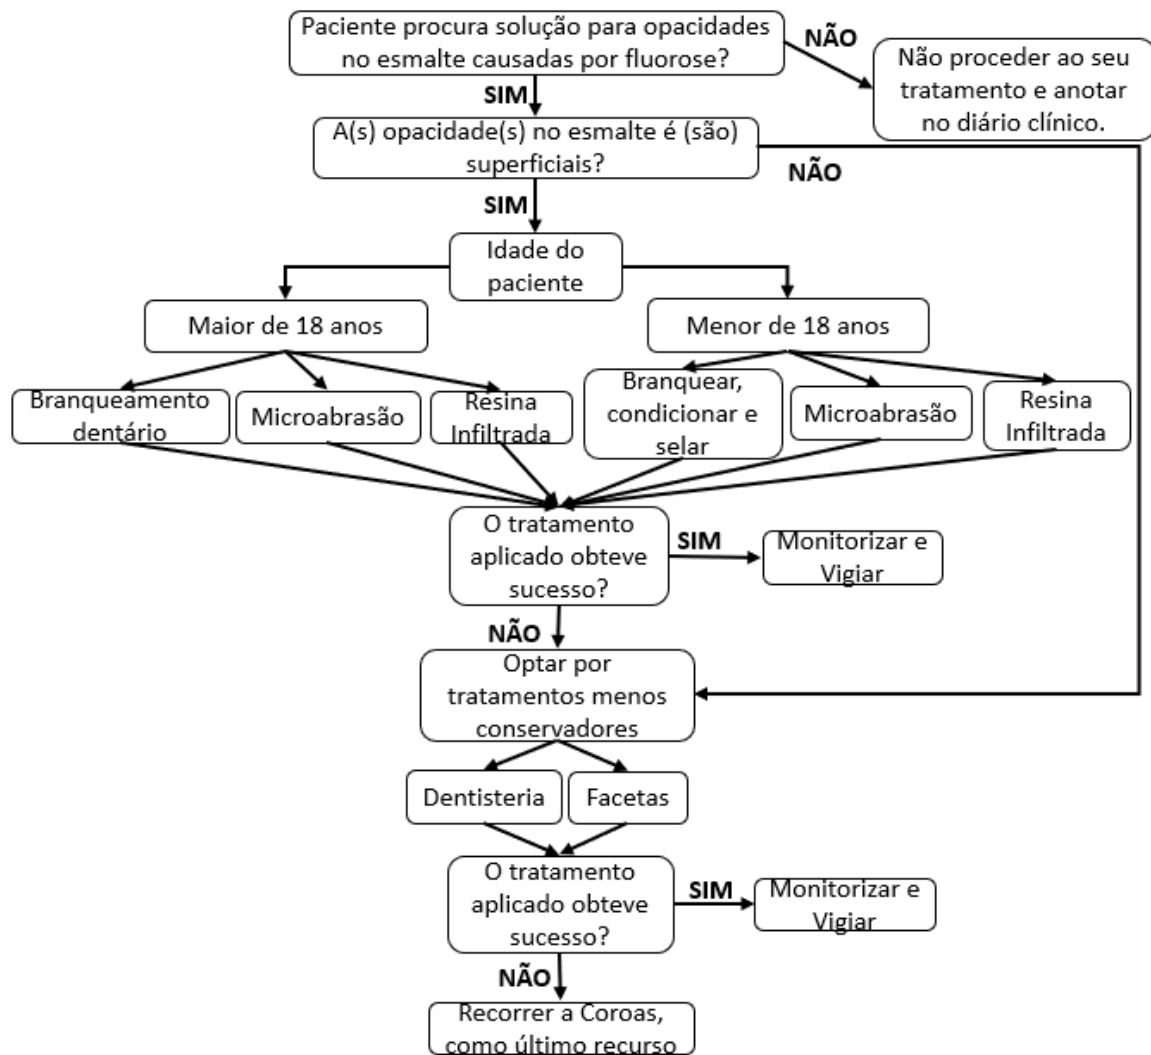 Paciente procura solução para opacidades
no esmalte causadas por fluorose?
NÃO
Não proceder ao seu
tratamento e anotar
no diário clínico.
SIM
A(s) opacidade(s) no esmalte é (são)
superficiais?
NÃO
SIM
Idade do
paciente
Maior de 18 anos
Menor de 18 anos
Branqueamento
dentário
Microabrasão
Resina
Infiltrada
Branquear,
condicionar e
selar
Microabrasão
Resina
Infiltrada
O tratamento
aplicado obteve
sucesso?
SIM
Monitorizar e
Vigiar
NÃO
Optar por
tratamentos menos
conservadores
Dentisteria
Facetas
O tratamento
aplicado obteve
sucesso?
SIM
Monitorizar e
Vigiar
NÃO
Recorrer a Coroas,
como último recurso